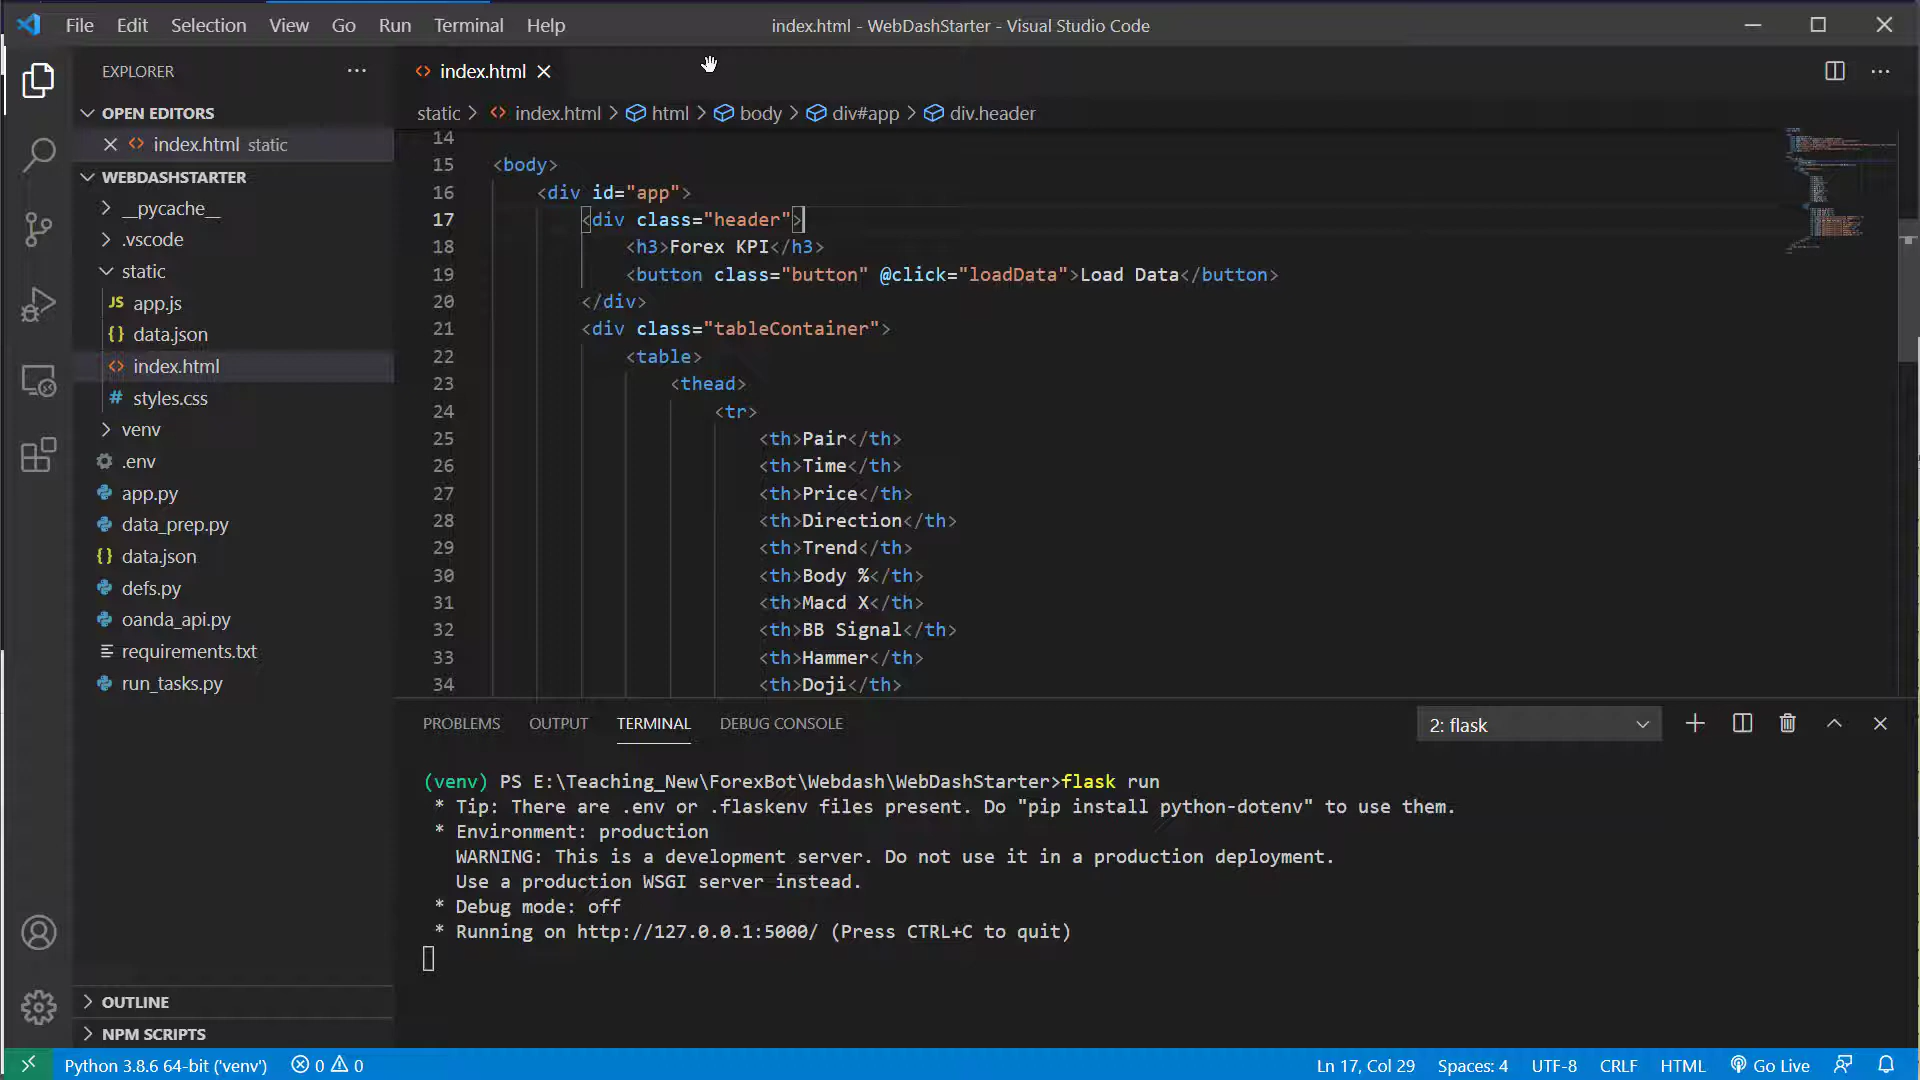 File Edit Selection View Go Run Terminal Help
index.html - WebDashStarter - Visual Studio Code
EXPLORER
OPEN EDITORS
index.html static
WEBDASHSTARTER
__pycache__
.vscode
static
app.js
data.json
index.html
styles.css
venv
.env
app.py
data_prep.py
data.json
defs.py
oanda_api.py
requirements.txt
run_tasks.py
OUTLINE
NPM SCRIPTS
index.html
static > index.html > html > body > div#app > div.header
14
15 <body>
16 <div id="app">
17 <div class="header">
18 <h3>Forex KPI</h3>
19 <button class="button" @click="loadData">Load Data</button>
20 </div>
21 <div class="tableContainer">
22 <table>
23 <thead>
24 <tr>
25 <th>Pair</th>
26 <th>Time</th>
27 <th>Price</th>
28 <th>Direction</th>
29 <th>Trend</th>
30 <th>Body %</th>
31 <th>Macd X</th>
32 <th>BB Signal</th>
33 <th>Hammer</th>
34 <th>Doji</th>
PROBLEMS OUTPUT TERMINAL DEBUG CONSOLE
2: flask
(venv) PS E:\Teaching_New\ForexBot\Webdash\WebDashStarter>flask run
* Tip: There are .env or .flaskenv files present. Do "pip install python-dotenv" to use them.
* Environment: production
WARNING: This is a development server. Do not use it in a production deployment.
Use a production WSGI server instead.
* Debug mode: off
* Running on http://127.0.0.1:5000/ (Press CTRL+C to quit)
Python 3.8.6 64-bit ('venv') 0 0
Ln 17, Col 29 Spaces: 4 UTF-8 CRLF HTML Go Live